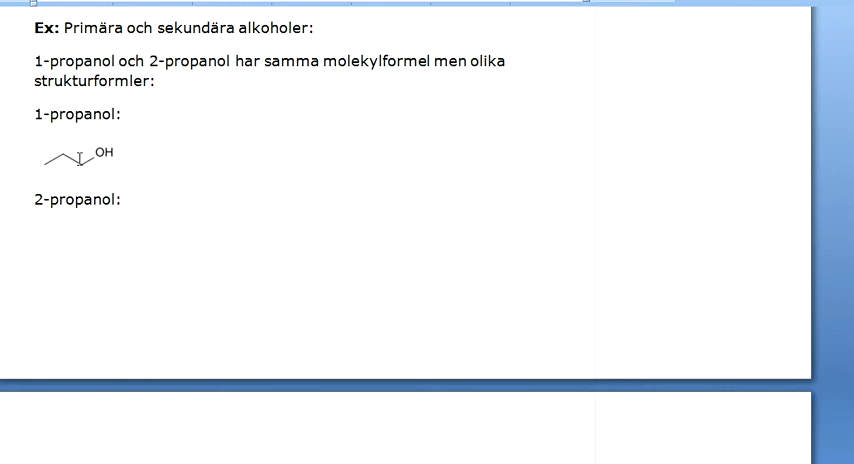 Ex: Primära och sekundära alkoholer:
1-propanol och 2-propanol har samma molekylformel men olika
strukturformler:
1-propanol:
OH
2-propanol: